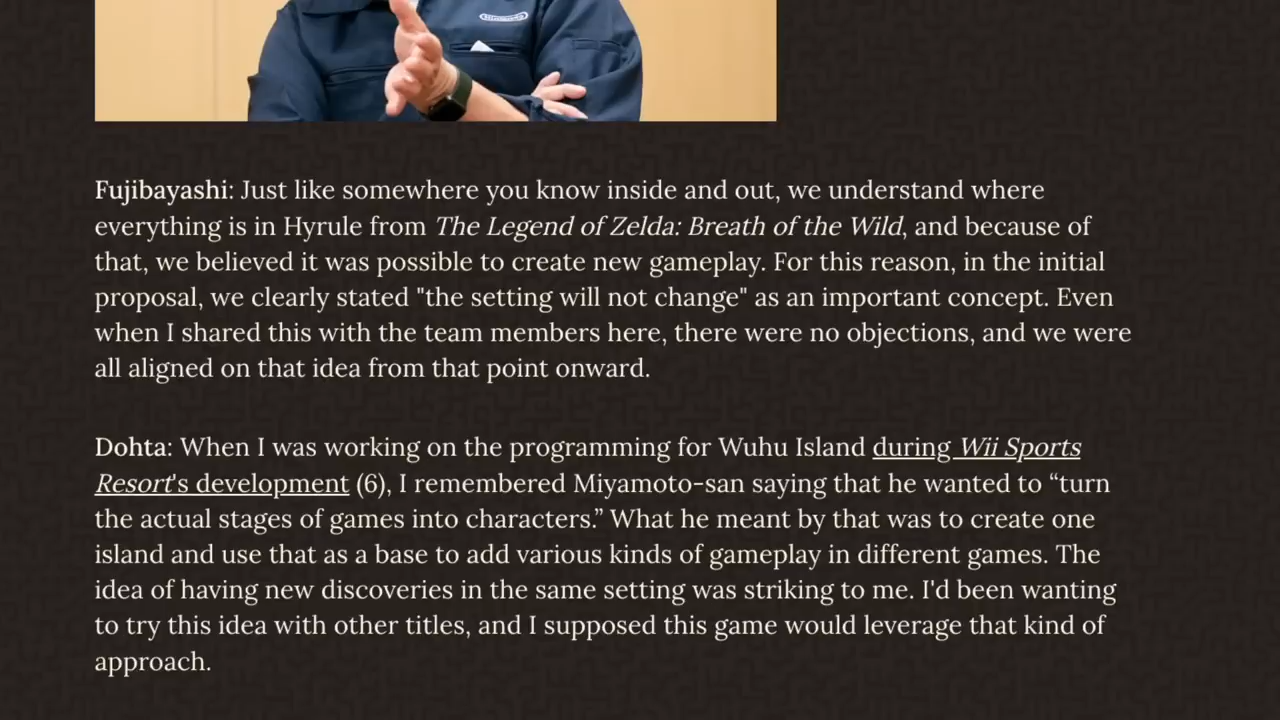 Fujibayashi: Just like somewhere you know inside and out, we understand where
everything is in Hyrule from The Legend of Zelda: Breath of the Wild, and because of
that, we believed it was possible to create new gameplay. For this reason, in the initial
proposal, we clearly stated "the setting will not change" as an important concept. Even
when I shared this with the team members here, there were no objections, and we were
all aligned on that idea from that point onward.
Dohta: When I was working on the programming for Wuhu Island during Wii Sports
Resort's development (6), I remembered Miyamoto-san saying that he wanted to “turn
the actual stages of games into characters.” What he meant by that was to create one
island and use that as a base to add various kinds of gameplay in different games. The
idea of having new discoveries in the same setting was striking to me. I'd been wanting
to try this idea with other titles, and I supposed this game would leverage that kind of
approach.